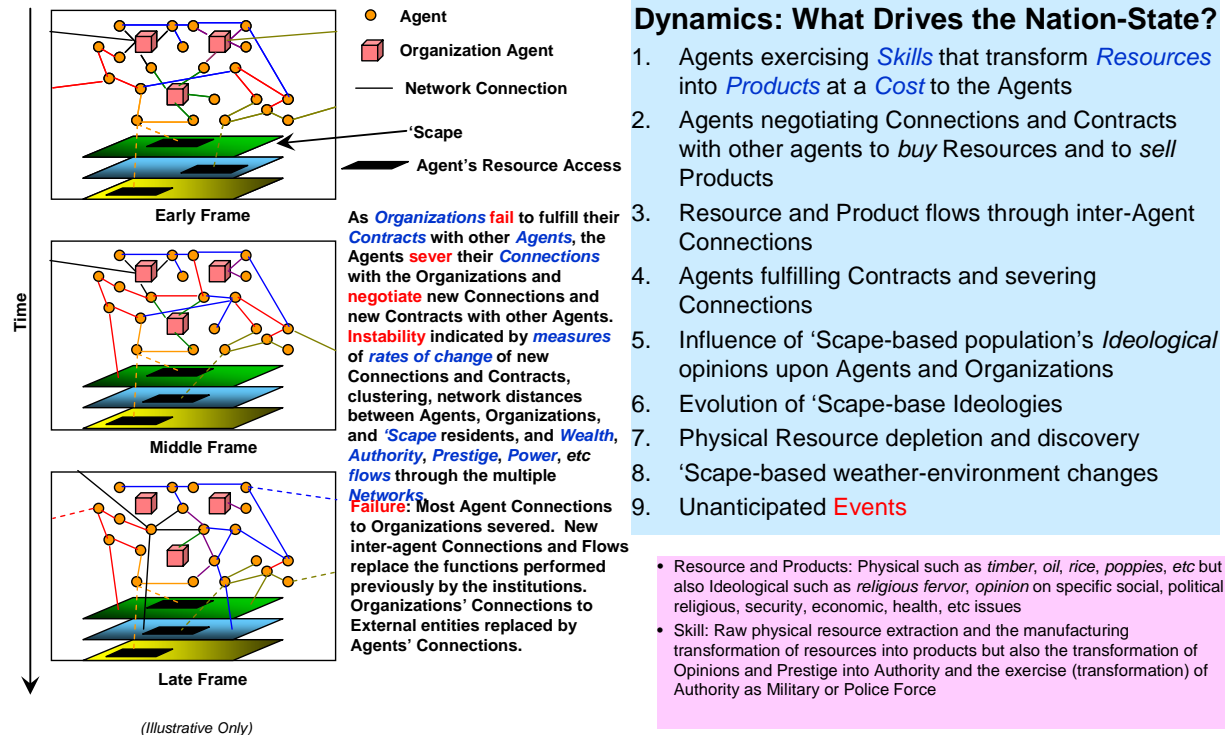 Agent
Organization Agent
Network Connection
‘Scape
Agent’s Resource Access
Time
Early Frame
Middle Frame
Late Frame
(Illustrative Only)
As Organizations fail to fulfill their
Contracts with other Agents, the
Agents sever their Connections
with the Organizations and
negotiate new Connections and
new Contracts with other Agents.
Instability indicated by measures
of rates of change of new
Connections and Contracts,
clustering, network distances
between Agents, Organizations,
and ‘Scape residents, and Wealth,
Authority, Prestige, Power, etc
flows through the multiple
Networks.
Failure: Most Agent Connections
to Organizations severed. New
inter-agent Connections and Flows
replace the functions performed
previously by the institutions.
Organizations’ Connections to
External entities replaced by
Agents’ Connections.
Dynamics: What Drives the Nation-State?
1. Agents exercising Skills that transform Resources
into Products at a Cost to the Agents
2. Agents negotiating Connections and Contracts
with other agents to buy Resources and to sell
Products
3. Resource and Product flows through inter-Agent
Connections
4. Agents fulfilling Contracts and severing
Connections
5. Influence of ‘Scape-based population’s Ideological
opinions upon Agents and Organizations
6. Evolution of ‘Scape-base Ideologies
7. Physical Resource depletion and discovery
8. ‘Scape-based weather-environment changes
9. Unanticipated Events
• Resource and Products: Physical such as timber, oil, rice, poppies, etc but
also Ideological such as religious fervor, opinion on specific social, political
religious, security, economic, health, etc issues
• Skill: Raw physical resource extraction and the manufacturing
transformation of resources into products but also the transformation of
Opinions and Prestige into Authority and the exercise (transformation) of
Authority as Military or Police Force